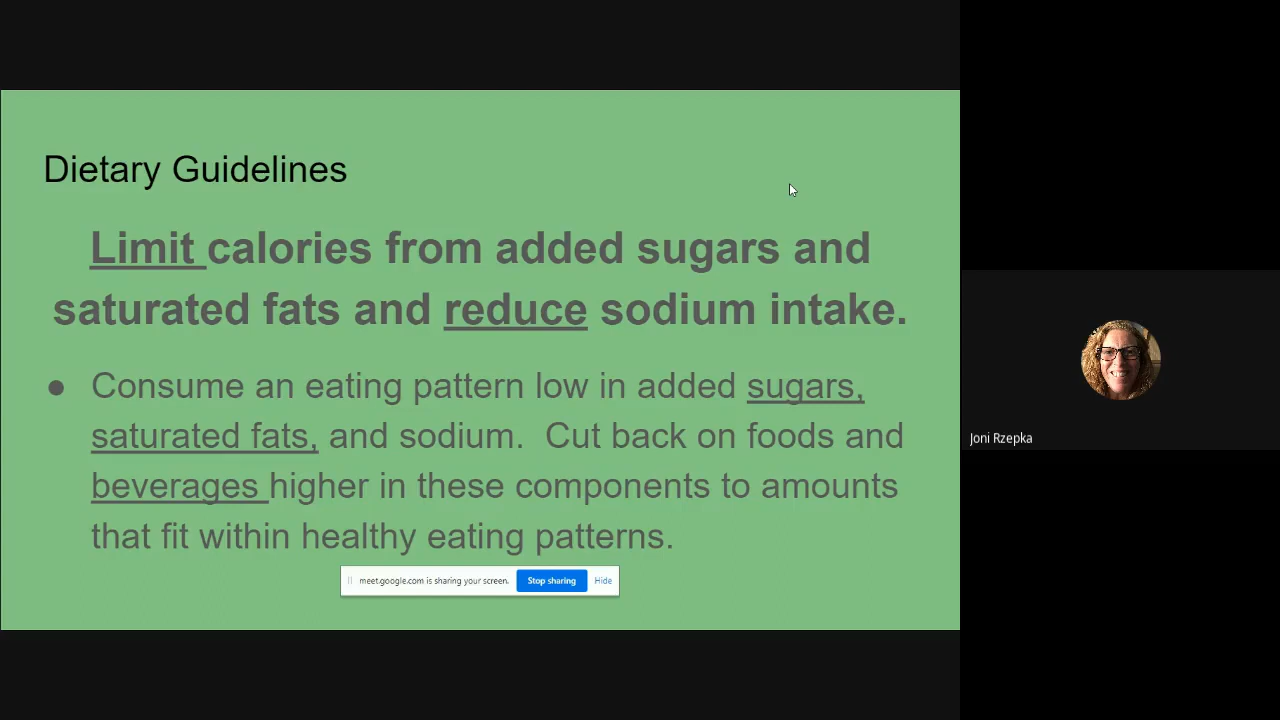 Dietary Guidelines
Limit calories from added sugars and
saturated fats and reduce sodium intake.
● Consume an eating pattern low in added sugars,
saturated fats, and sodium.  Cut back on foods and
beverages higher in these components to amounts
that fit within healthy eating patterns.
meet.google.com is sharing your screen. Stop sharing Hide
Joni Rzepka